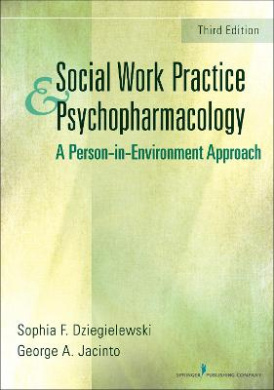 Third Edition
Social Work Practice
& Psychopharmacology
A Person-in-Environment Approach
Sophia F. Dziegielewski
George A. Jacinto
SPRINGER PUBLISHING COMPANY